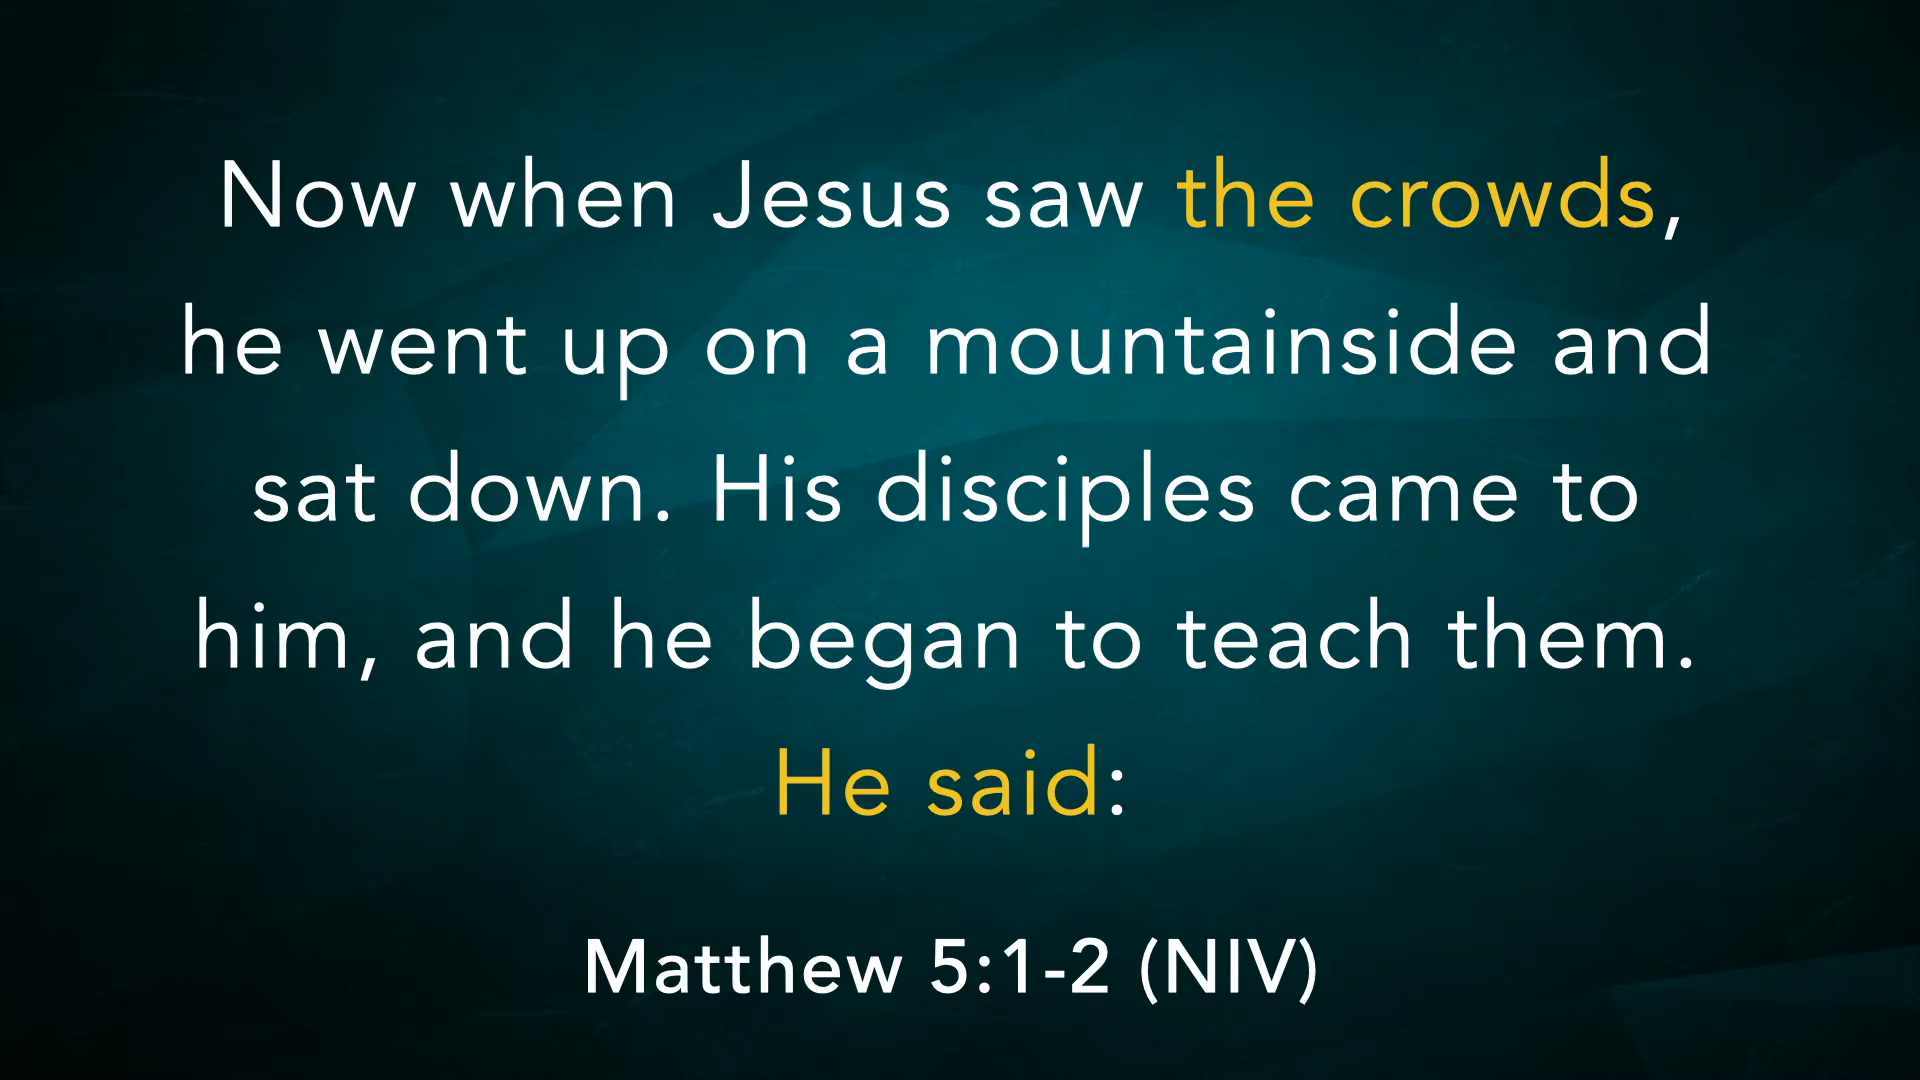 Now when Jesus saw the crowds,
he went up on a mountainside and
sat down. His disciples came to
him, and he began to teach them.
He said:
Matthew 5:1-2 (NIV)